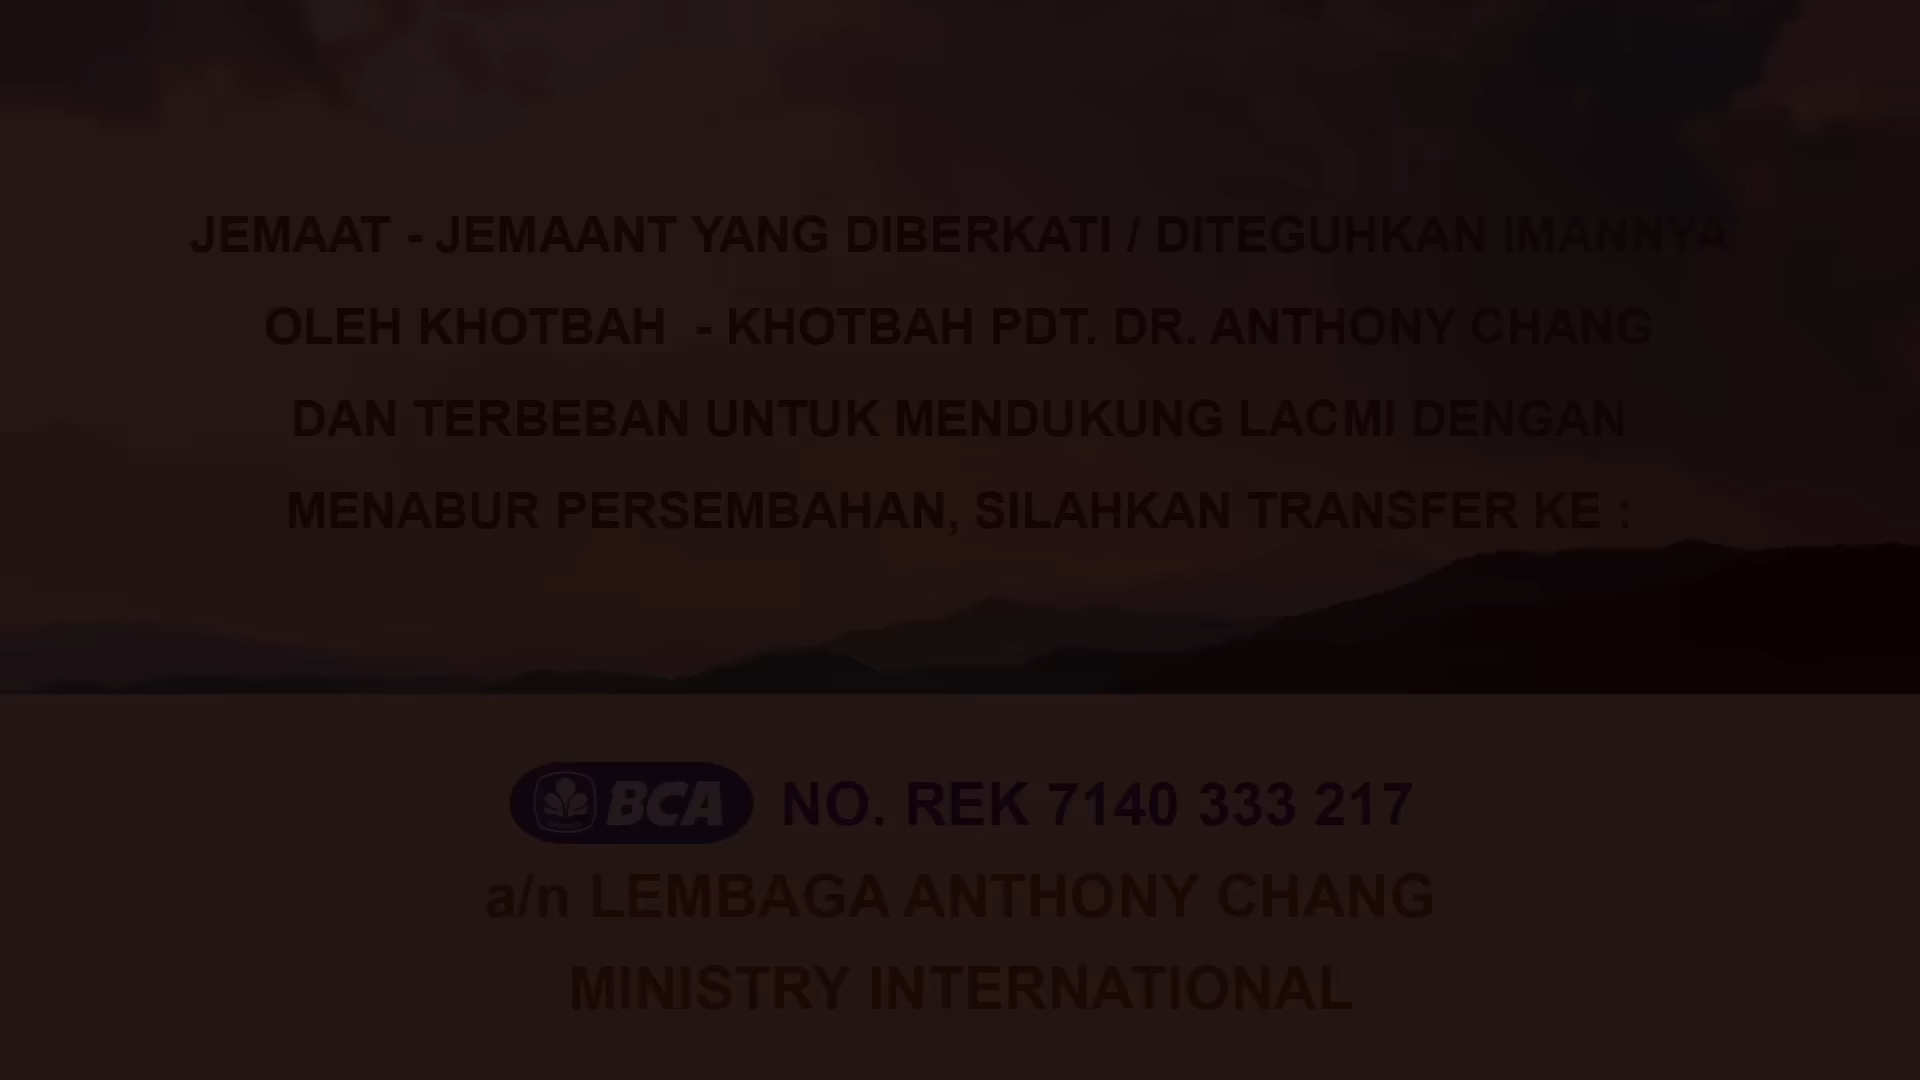 JEMAAT - JEMAANT YANG DIBERKATI / DITEGUHKAN IMANNYA
OLEH KHOTBAH - KHOTBAH PDT. DR. ANTHONY CHANG
DAN TERBEBAN UNTUK MENDUKUNG LACMI DENGAN
MENABUR PERSEMBAHAN, SILAHKAN TRANSFER KE :
BCA NO. REK 7140 333 217
a/n LEMBAGA ANTHONY CHANG
MINISTRY INTERNATIONAL